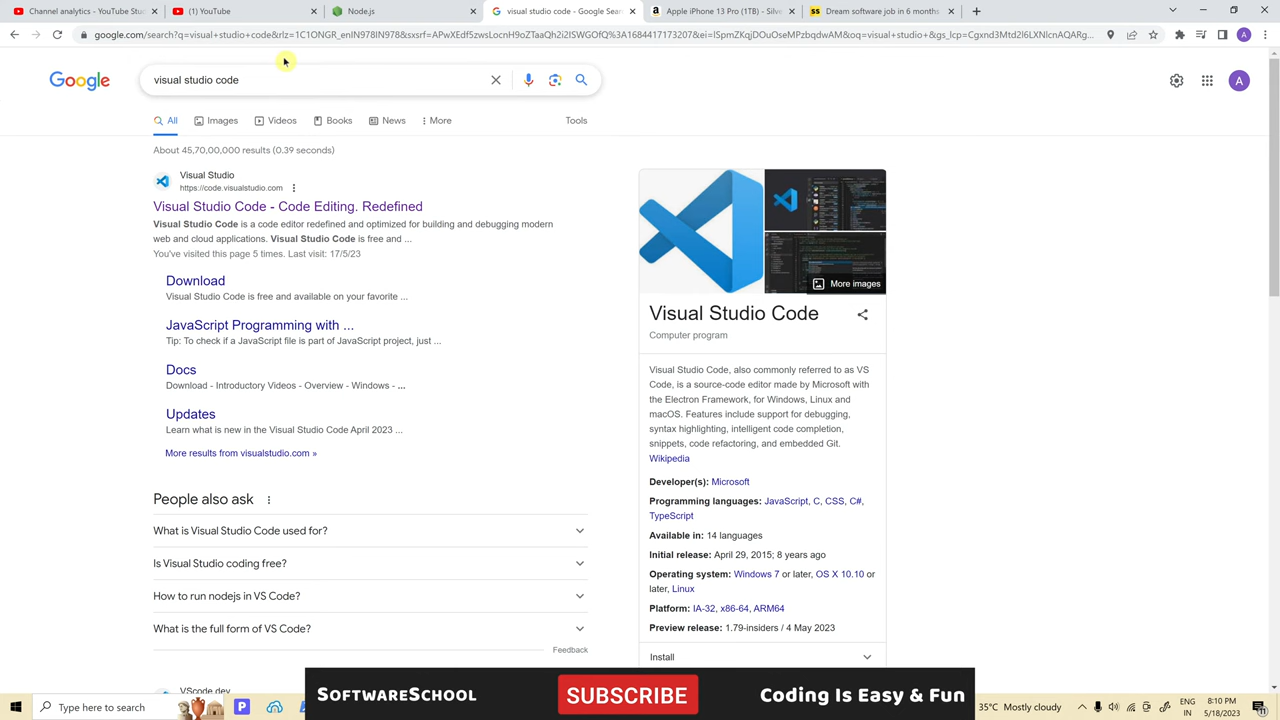 Channel analytics - YouTube Stu
(1) YouTube
Node.js
visual studio code - Google Sear
Apple iPhone 13 Pro (1TB) - Silv
Dream software job in 6 months
google.com/search?q=visual+studio+code&rlz=1C1ONGR_enIN978IN978&sxsrf=APwXEdf5zwsLocnH9oZTaaQh2i2ISWGOfQ%3A1684417173207&ei=ISpmZKqjDOuOseMPzbqdwAM&oq=visual+studio+&gs_lcp=Cgxnd3Mtd2l6LXNlcnAQARg...
A
Google
visual studio code
A
All
Images
Videos
Books
News
More
Tools
About 45,70,00,000 results (0.39 seconds)
Visual Studio
https://code.visualstudio.com
Visual Studio Code - Code Editing. Redefined
Visual Studio Code is a code editor redefined and optimized for building and debugging modern
web and cloud applications. Visual Studio Code is free and ...
You've visited this page 5 times. Last visit: 17/5/23
Download
Visual Studio Code is free and available on your favorite ...
JavaScript Programming with ...
Tip: To check if a JavaScript file is part of JavaScript project, just ...
Docs
Download - Introductory Videos - Overview - Windows - ...
Updates
Learn what is new in the Visual Studio Code April 2023 ...
More results from visualstudio.com »
People also ask
What is Visual Studio Code used for?
Is Visual Studio coding free?
How to run nodejs in VS Code?
What is the full form of VS Code?
Feedback
VScode.dev
More images
Visual Studio Code
Computer program
Visual Studio Code, also commonly referred to as VS
Code, is a source-code editor made by Microsoft with
the Electron Framework, for Windows, Linux and
macOS. Features include support for debugging,
syntax highlighting, intelligent code completion,
snippets, code refactoring, and embedded Git.
Wikipedia
Developer(s): Microsoft
Programming languages: JavaScript, C, CSS, C#,
TypeScript
Available in: 14 languages
Initial release: April 29, 2015; 8 years ago
Operating system: Windows 7 or later, OS X 10.10 or
later, Linux
Platform: IA-32, x86-64, ARM64
Preview release: 1.79-insiders / 4 May 2023
Install
SOFTWARESCHOOL
SUBSCRIBE
Coding Is Easy & Fun
Type here to search
P
35°C Mostly cloudy
ENG
IN
8:10 PM
5/18/2023
11